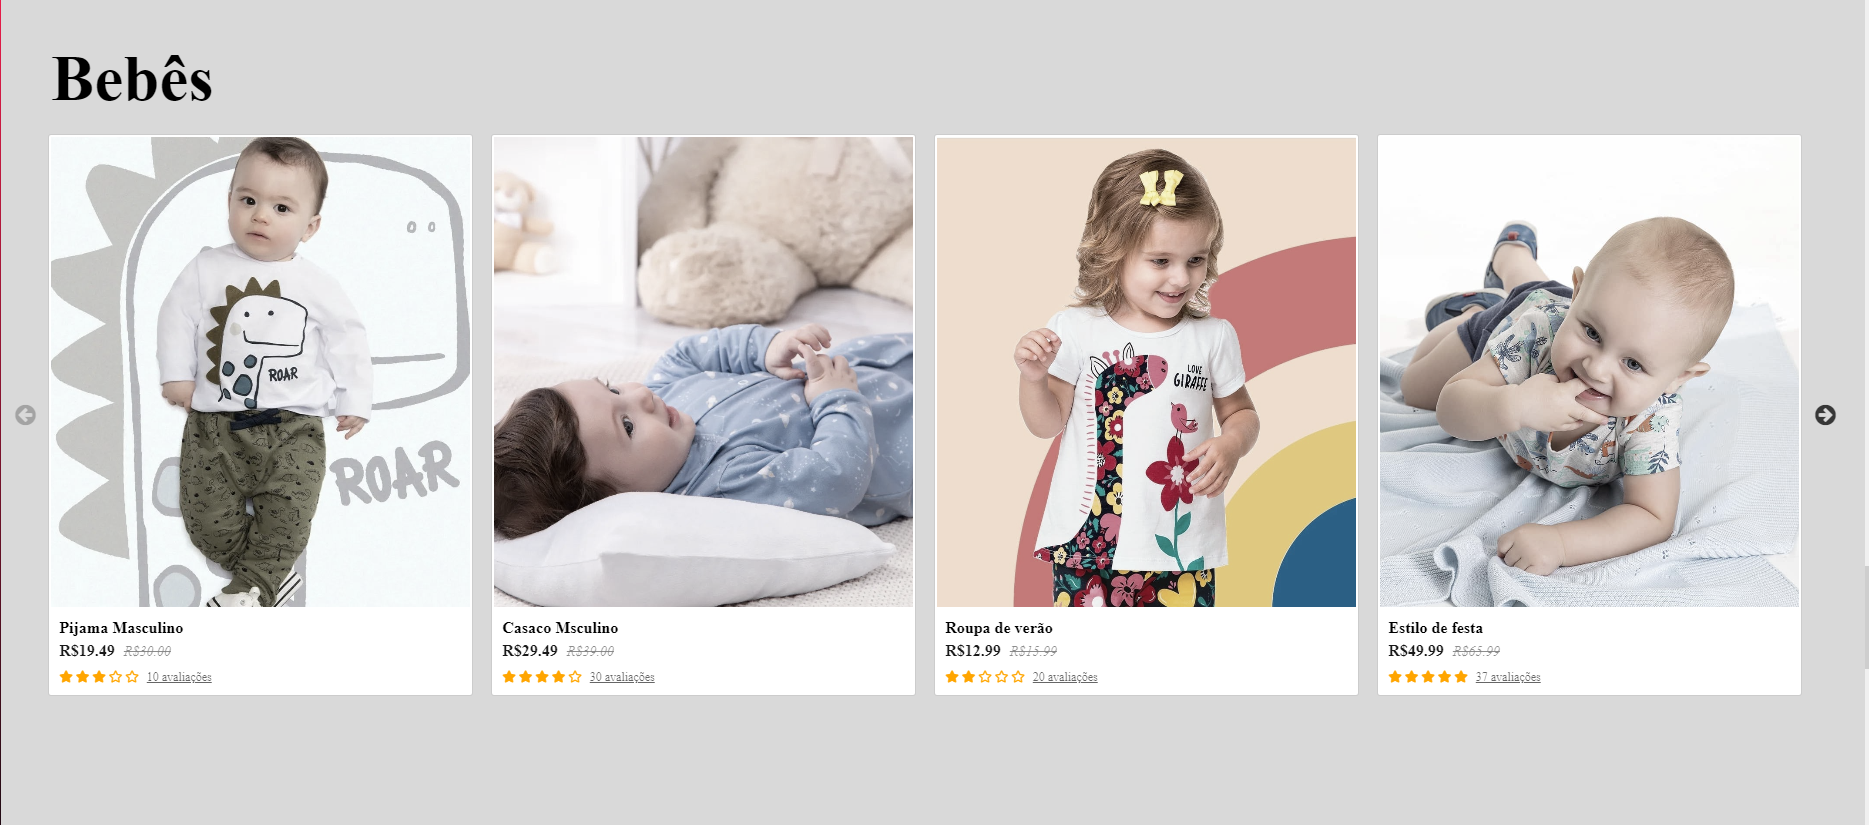 Bebês
ROAR
ROAR
LOVE
GIRAFFE
Pijama Masculino
R$19.49 R$30.00
10 avaliações
Casaco Msculino
R$29.49 R$39.00
30 avaliações
Roupa de verão
R$12.99 R$15.99
20 avaliações
Estilo de festa
R$49.99 R$65.99
37 avaliações